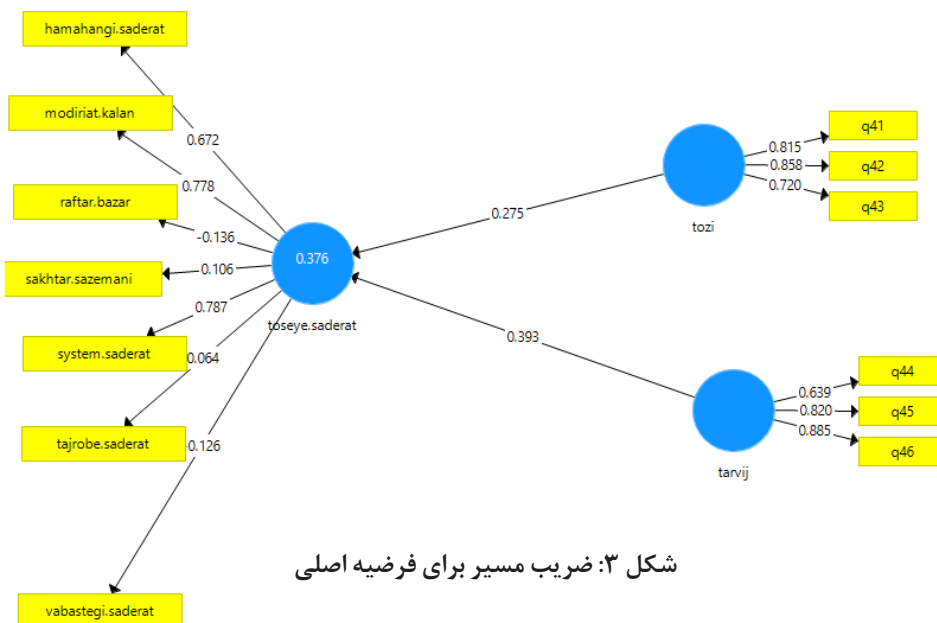 hamahangi.saderat
modiriat.kalan
raftar.bazar
sakhtar.sazemani
system.saderat
tajrobe.saderat
vabastegi.saderat
0.672
0.778
-0.136
0.106
0.787
0.064
-0.126
0.376
toseye.saderat
0.275
0.393
tozi
tarvij
0.815
0.858
0.720
q41
q42
q43
0.639
0.820
0.885
q44
q45
q46
شکل ۳: ضریب مسیر برای فرضیه اصلی